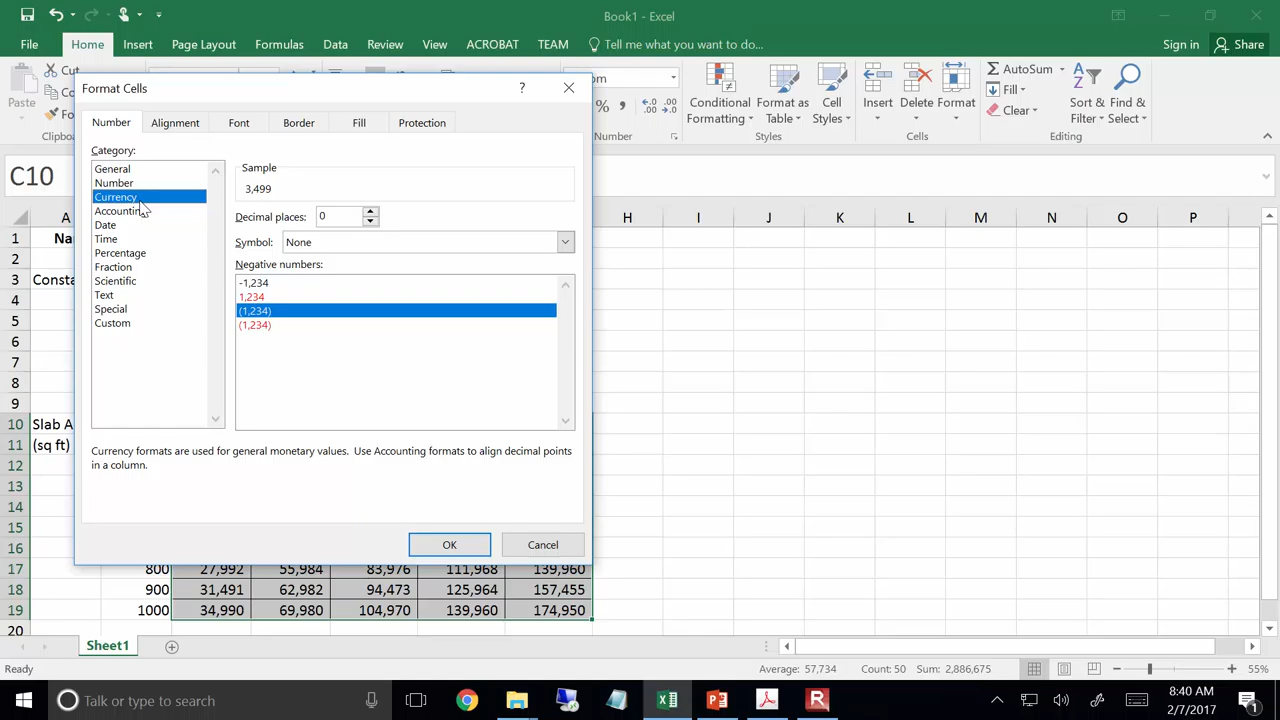 Book1 - Excel
File Home Insert Page Layout Formulas Data Review View ACROBAT TEAM Tell me what you want to do... Sign in Share
Paste Cut
Clipb
% ,
Number
Conditional Formatting
Format as Table
Cell Styles
Styles
Insert Delete Format
Cells
AutoSum
Fill
Clear
Sort & Filter
Find & Select
Editing
Format Cells ?
Number Alignment Font Border Fill Protection
Category:
General
Number
Currency
Accounting
Date
Time
Percentage
Fraction
Scientific
Text
Special
Custom
Sample
3,499
Decimal places: 0
Symbol: None
Negative numbers:
-1,234
1,234
(1,234)
(1,234)
Currency formats are used for general monetary values. Use Accounting formats to align decimal points
in a column.
OK Cancel
C10
A H I J K L M N O P
1 Na
2
3 Consta
4
5
6
7
8
9
10 Slab A
11 (sq ft)
12
13
14
15
16
17 800 27,992 55,984 83,976 111,968 139,960
18 900 31,491 62,982 94,473 125,964 157,455
19 1000 34,990 69,980 104,970 139,960 174,950
20
Sheet1
Ready Average: 57,734 Count: 50 Sum: 2,886,675 55%
Talk or type to search
8:40 AM
2/7/2017
1